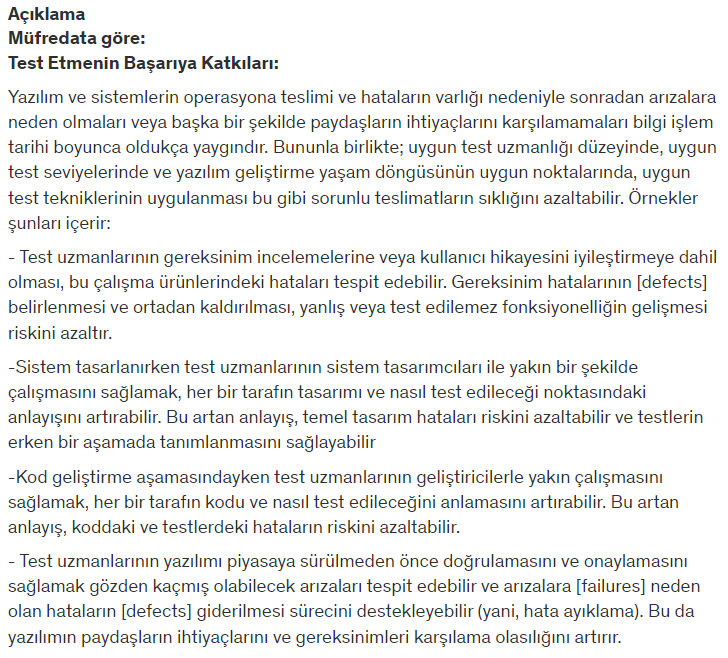 Açıklama
Müfredata göre:
Test Etmenin Başarıya Katkıları:
Yazılım ve sistemlerin operasyona teslimi ve hataların varlığı nedeniyle sonradan arızalara
neden olmaları veya başka bir şekilde paydaşların ihtiyaçlarını karşılamamaları bilgi işlem
tarihi boyunca oldukça yaygındır. Bununla birlikte; uygun test uzmanlığı düzeyinde, uygun
test seviyelerinde ve yazılım geliştirme yaşam döngüsünün uygun noktalarında, uygun
test tekniklerinin uygulanması bu gibi sorunlu teslimatların sıklığını azaltabilir. Örnekler
şunları içerir:
- Test uzmanlarının gereksinim incelemelerine veya kullanıcı hikayesini iyileştirmeye dahil
olması, bu çalışma ürünlerindeki hataları tespit edebilir. Gereksinim hatalarının [defects]
belirlenmesi ve ortadan kaldırılması, yanlış veya test edilemez fonksiyonelliğin gelişmesi
riskini azaltır.
-Sistem tasarlanırken test uzmanlarının sistem tasarımcıları ile yakın bir şekilde
çalışmasını sağlamak, her bir tarafın tasarımı ve nasıl test edileceği noktasındaki
anlayışını artırabilir. Bu artan anlayış, temel tasarım hataları riskini azaltabilir ve testlerin
erken bir aşamada tanımlanmasını sağlayabilir
-Kod geliştirme aşamasındayken test uzmanlarının geliştiricilerle yakın çalışmasını
sağlamak, her bir tarafın kodu ve nasıl test edileceğini anlamasını artırabilir. Bu artan
anlayış, koddaki ve testlerdeki hataların riskini azaltabilir.
- Test uzmanlarının yazılımı piyasaya sürülmeden önce doğrulamasını ve onaylamasını
sağlamak gözden kaçmış olabilecek arızaları tespit edebilir ve arızalara [failures] neden
olan hataların [defects] giderilmesi sürecini destekleyebilir (yani, hata ayıklama). Bu da
yazılımın paydaşların ihtiyaçlarını ve gereksinimleri karşılama olasılığını artırır.